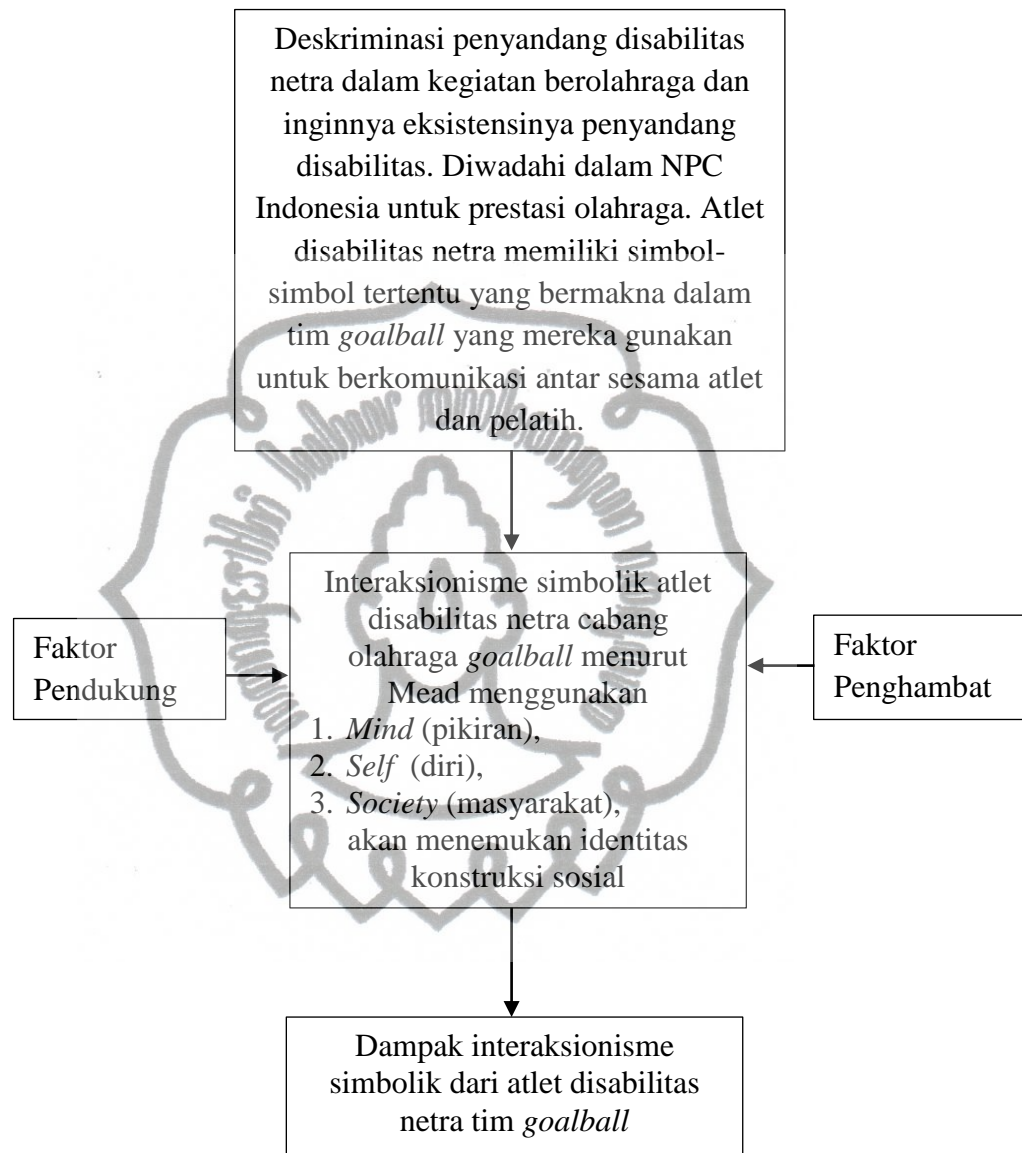 Deskriminasi penyandang disabilitas
netra dalam kegiatan berolahraga dan
inginnya eksistensinya penyandang
disabilitas. Diwadahi dalam NPC
Indonesia untuk prestasi olahraga. Atlet
disabilitas netra memiliki simbol-
simbol tertentu yang bermakna dalam
tim goalball yang mereka gunakan
untuk berkomunikasi antar sesama atlet
dan pelatih.
Faktor
Pendukung
Interaksionisme simbolik atlet
disabilitas netra cabang
olahraga goalball menurut
Mead menggunakan
1. Mind (pikiran),
2. Self (diri),
3. Society (masyarakat),
akan menemukan identitas
konstruksi sosial
Faktor
Penghambat
Dampak interaksionisme
simbolik dari atlet disabilitas
netra tim goalball